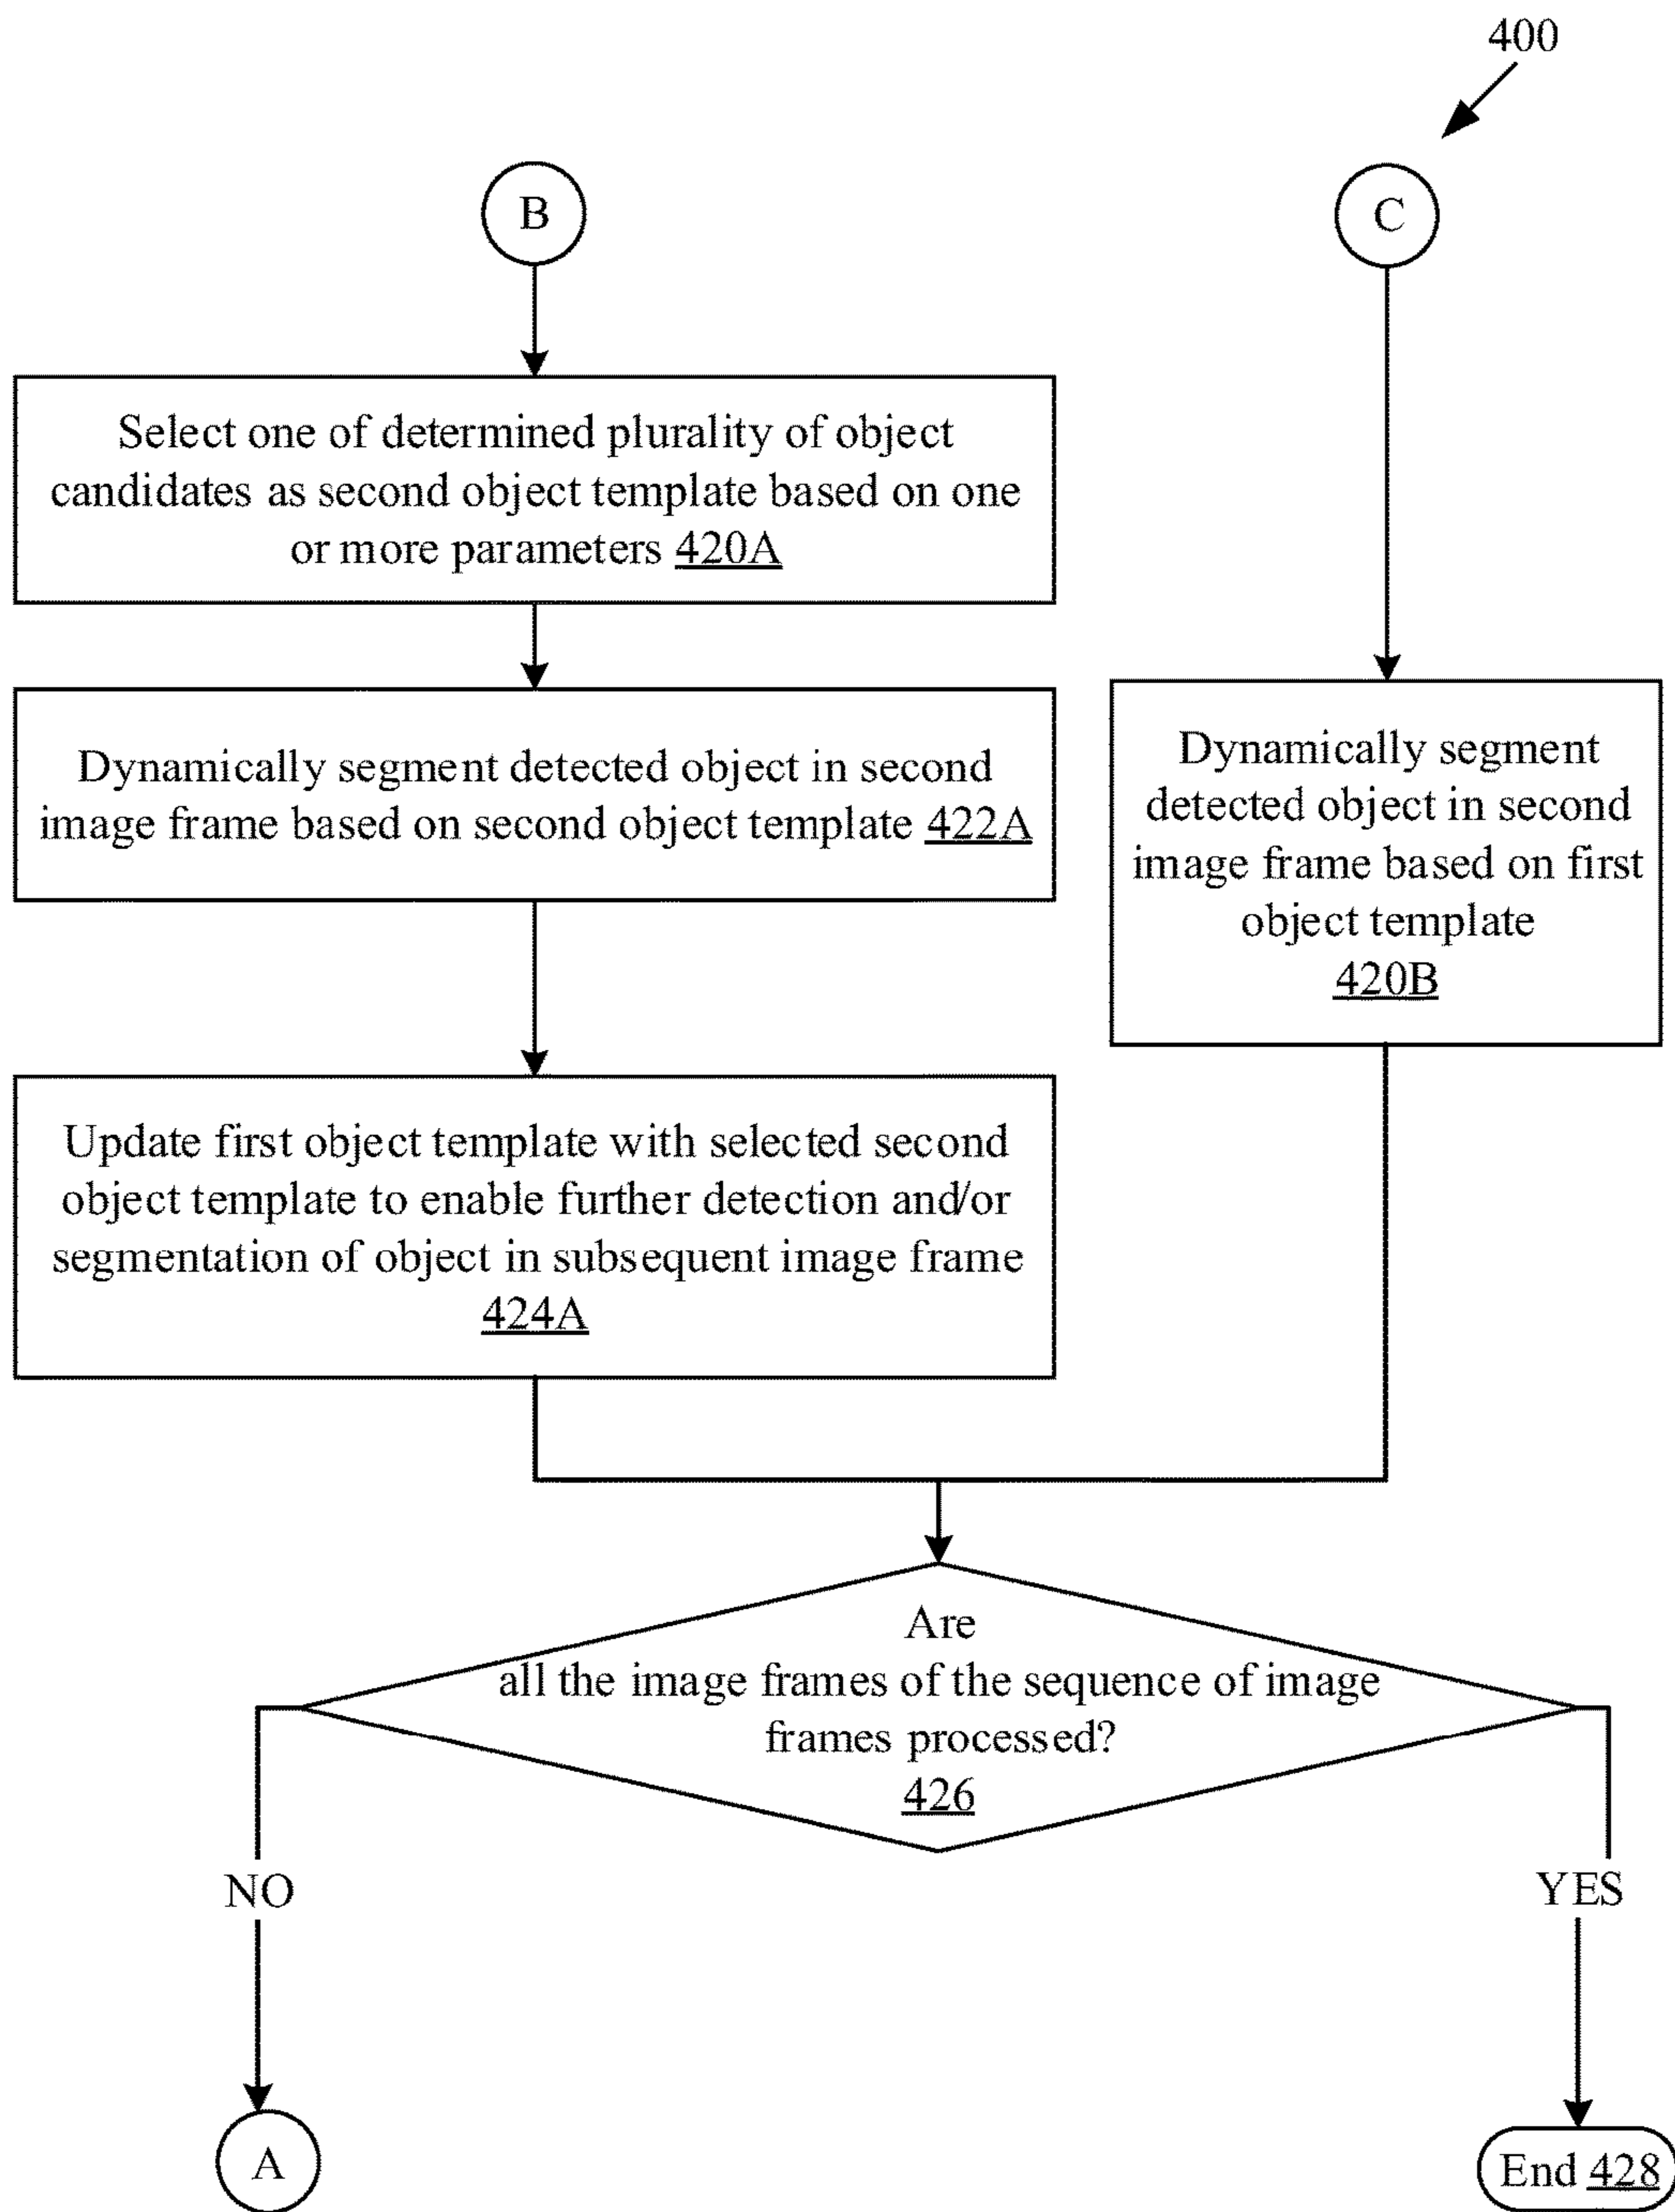 400
B
C
Select one of determined plurality of object
candidates as second object template based on one
or more parameters 420A
Dynamically segment detected object in second
image frame based on second object template 422A
Dynamically segment
detected object in second
image frame based on first
object template
420B
Update first object template with selected second
object template to enable further detection and/or
segmentation of object in subsequent image frame
424A
Are
all the image frames of the sequence of image
frames processed?
426
NO
YES
A
End 428